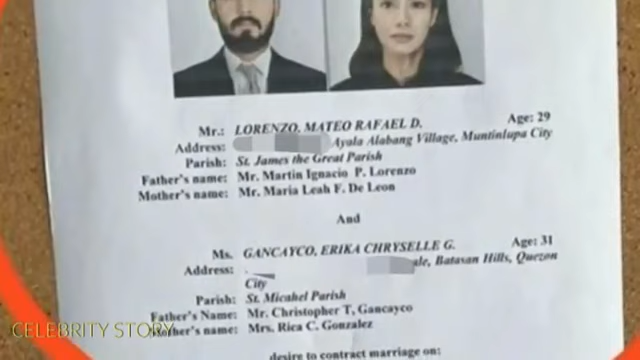 Mr.: LORENZO, MATEO RAFAEL D. Age: 29
Address: Ayala Alabang Village, Muntinlupa City
Parish: St. James the Great Parish
Father's name: Mr. Martin Ignacio P. Lorenzo
Mother's name: Mr. Maria Leah F. De Leon
And
Ms. GANCAYCO, ERIKA CHRYSELLE G. Age: 31
Address: ale, Batasan Hills, Quezon
City
Parish: St. Micahel Parish
Father's Name: Mr. Christopher T, Gancayco
Mother's name: Mrs. Rica C. Gonzalez
CELEBRITY STORY
desire to contract marriage on: